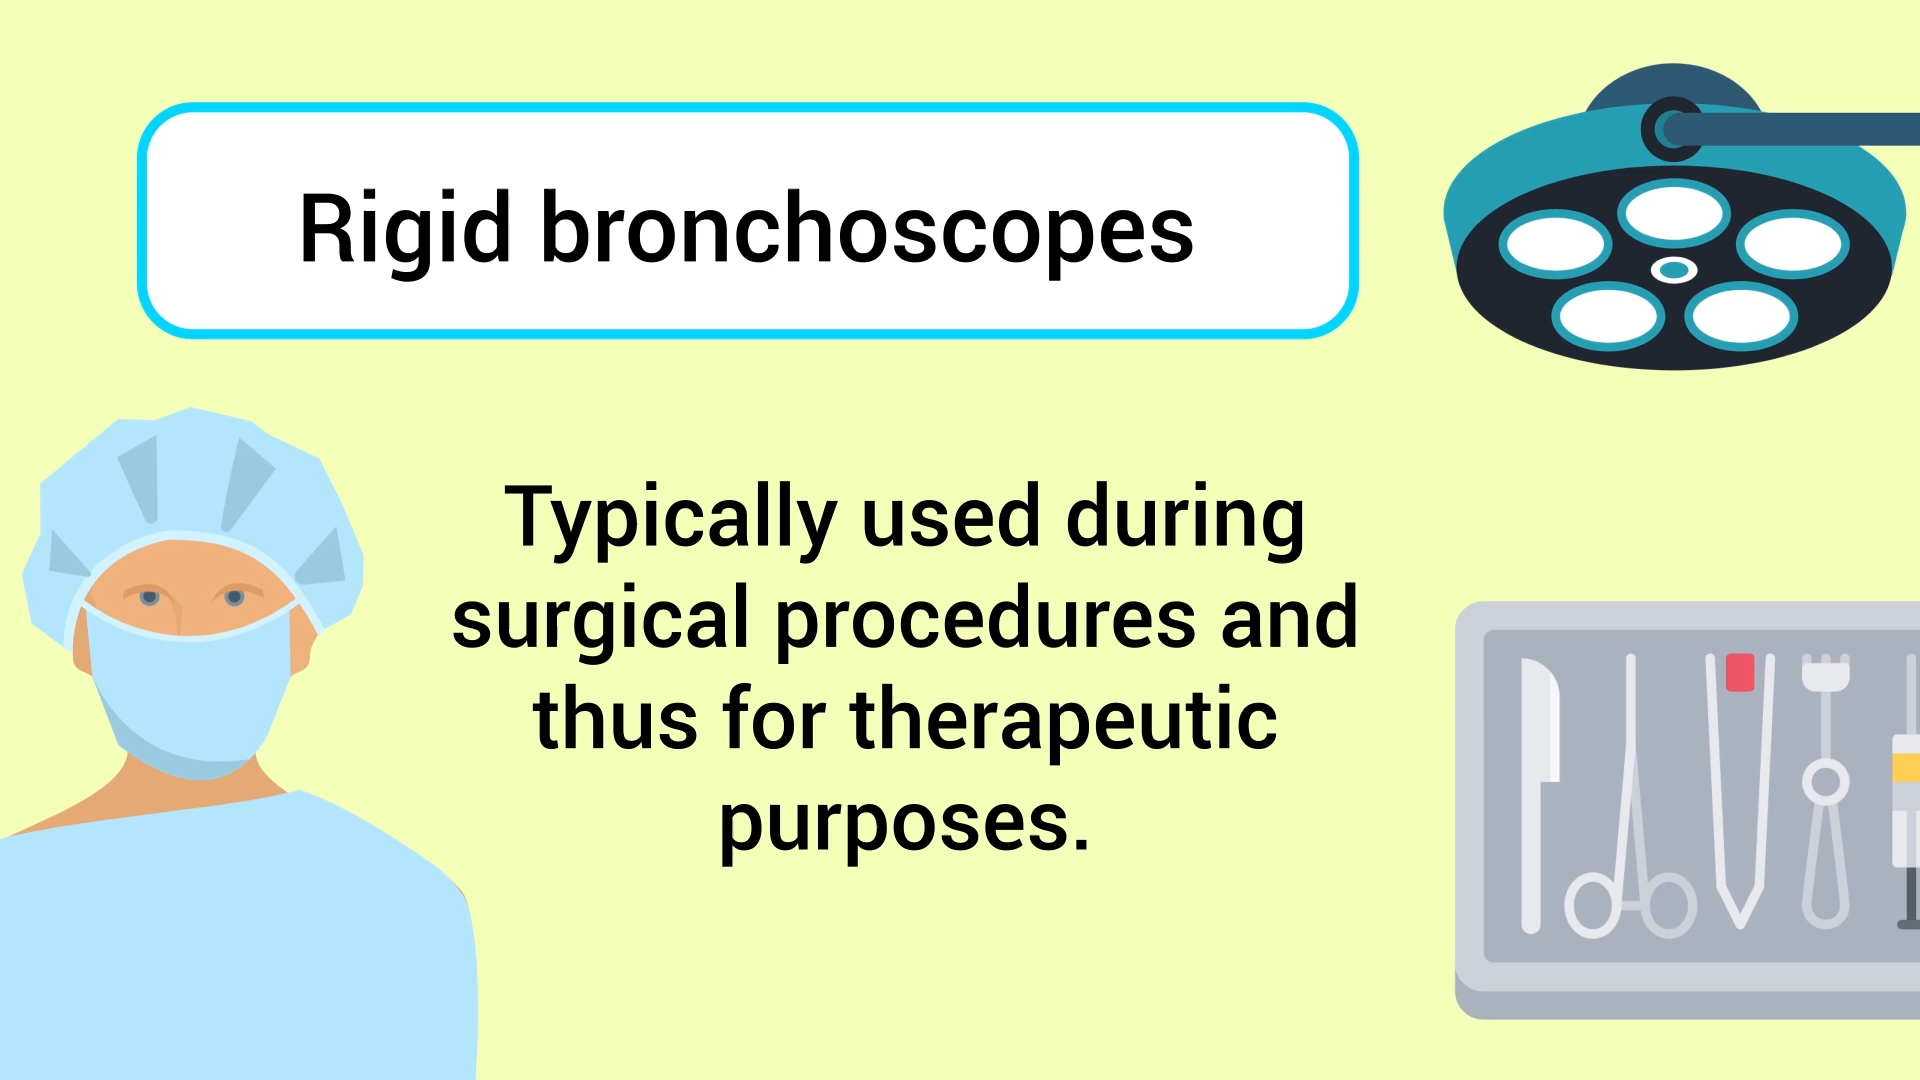 Rigid bronchoscopes
Typically used during
surgical procedures and
thus for therapeutic
purposes.